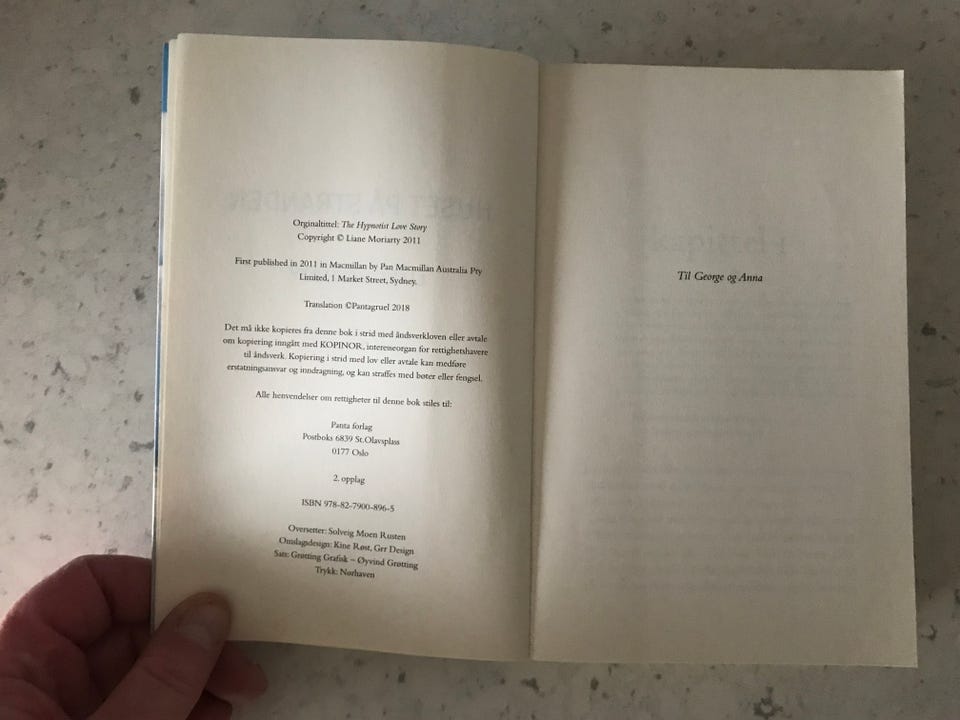 HUSET PÅ STRANDEN
Orginaltittel: The Hypnotist Love Story
Copyright © Liane Moriarty 2011
First published in 2011 in Macmillan by Pan Macmillan Australia Pty
Limited, 1 Market Street, Sydney.
Translation ©Pantagruel 2018
Det må ikke kopieres fra denne bok i strid med åndsverkloven eller avtale
om kopiering inngått med KOPINOR, intereseorgan for rettighetshavere
til åndsverk. Kopiering i strid med lov eller avtale kan medføre
erstatningsansvar og inndragning, og kan straffes med bøter eller fengsel.
Alle henvendelser om rettigheter til denne bok stiles til:
Panta forlag
Postboks 6839 St.Olavsplass
0177 Oslo
2. opplag
ISBN 978-82-7900-896-5
Oversetter: Solveig Moen Rusten
Omslagsdesign: Kine Røst, Grr Design
Sats: Grøtting Grafisk – Øyvind Grøtting
Trykk: Nørhaven
Til George og Anna